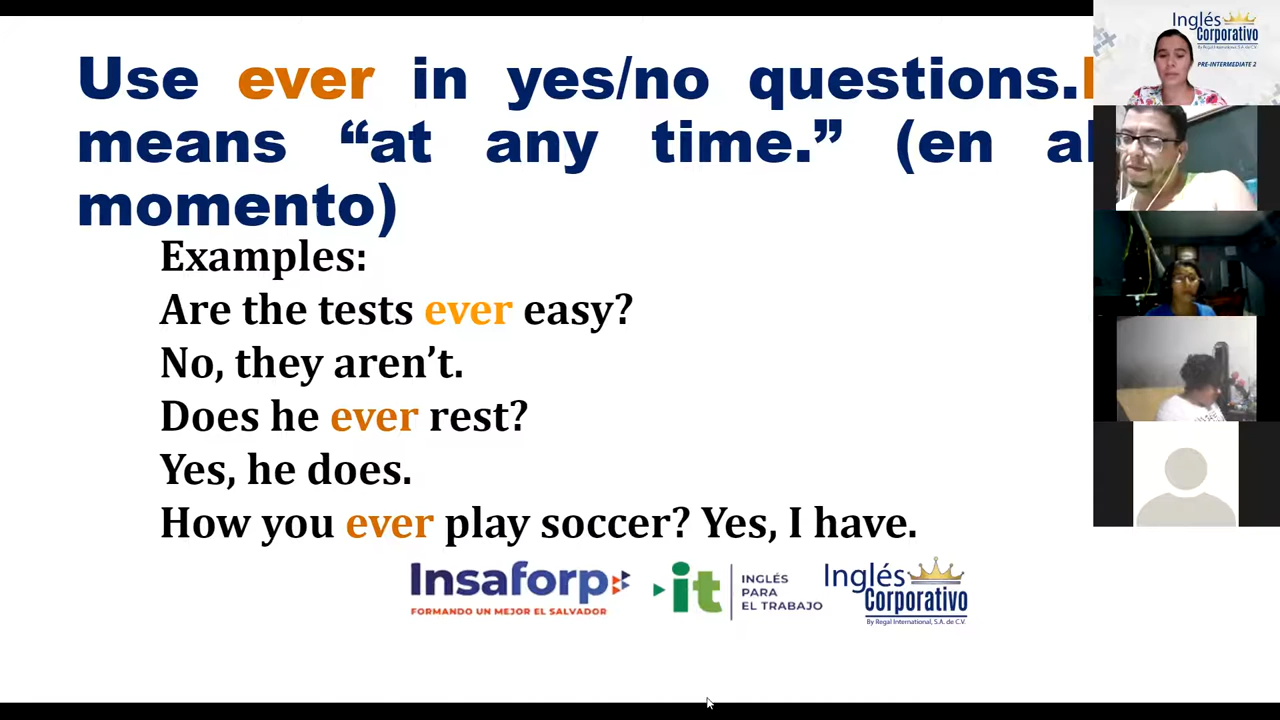 Use ever in yes/no questions.
means “at any time.” (en
momento)
Examples:
Are the tests ever easy?
No, they aren’t.
Does he ever rest?
Yes, he does.
How you ever play soccer? Yes, I have.
Insaforp
FORMANDO UN MEJOR EL SALVADOR
it
INGLÉS
PARA
EL TRABAJO
Inglés
Corporativo
By Regal International, S.A. de C.V.
Inglés
Corporativo
By Regal International, S.A. de C.V.
PRE-INTERMEDIATE 2